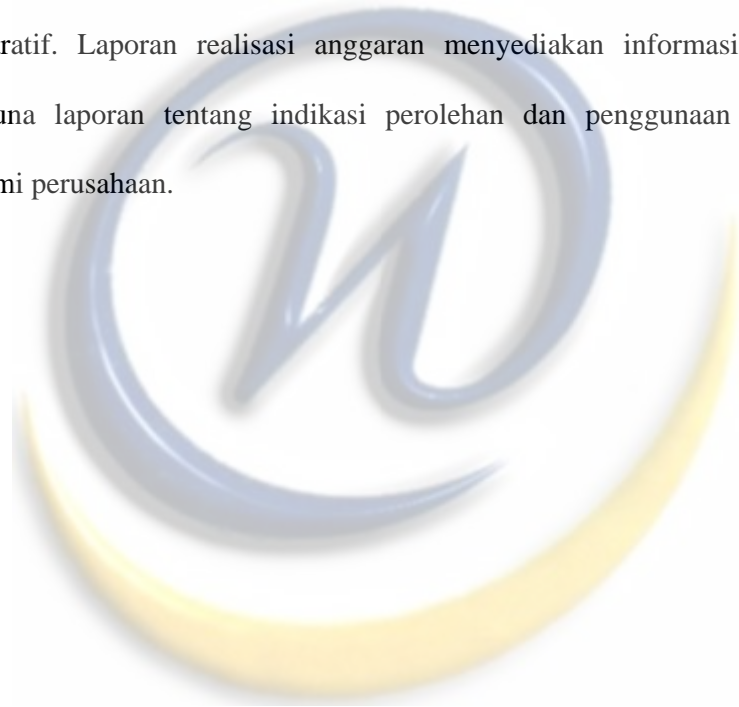 ratif. Laporan realisasi anggaran menyediakan informasi
una laporan tentang indikasi perolehan dan penggunaan
mi perusahaan.